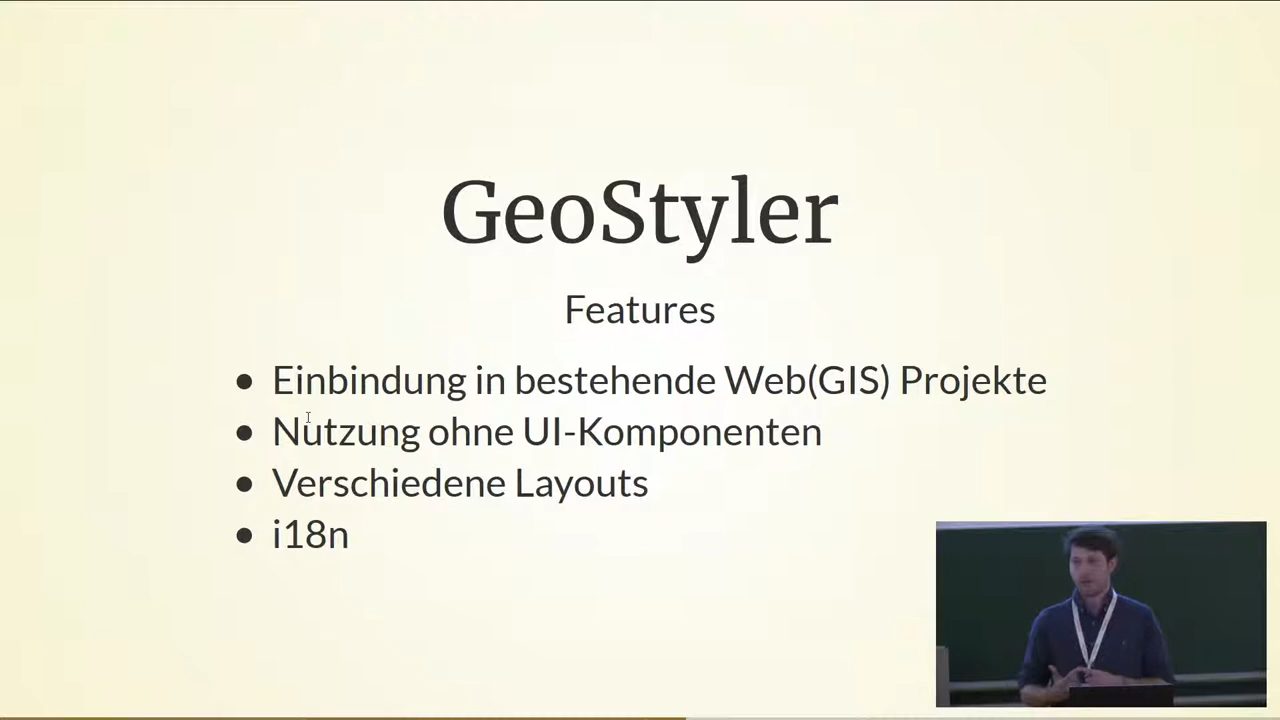 GeoStyler
Features
Einbindung in bestehende Web(GIS) Projekte
Nutzung ohne UI-Komponenten
Verschiedene Layouts
i18n